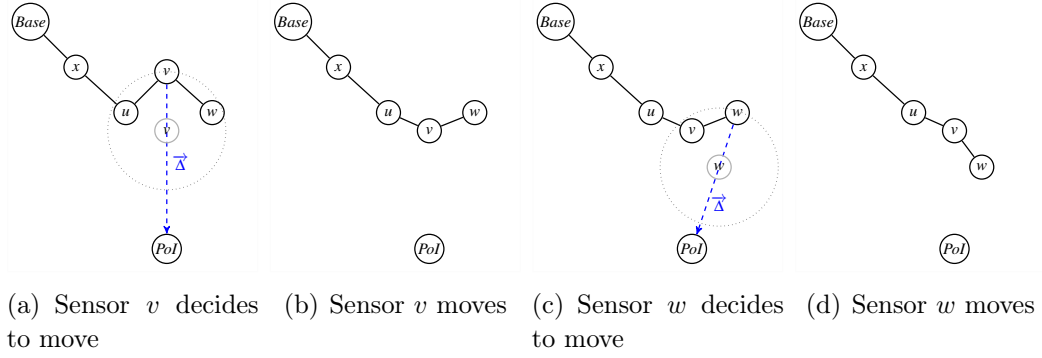 Base
x
v
u
w
v
Δ
PoI
(a) Sensor v decides
to move
Base
x
u
v
w
PoI
(b) Sensor v moves
Base
x
u
w
v
w
Δ
PoI
(c) Sensor w decides
to move
Base
x
u
v
w
PoI
(d) Sensor w moves